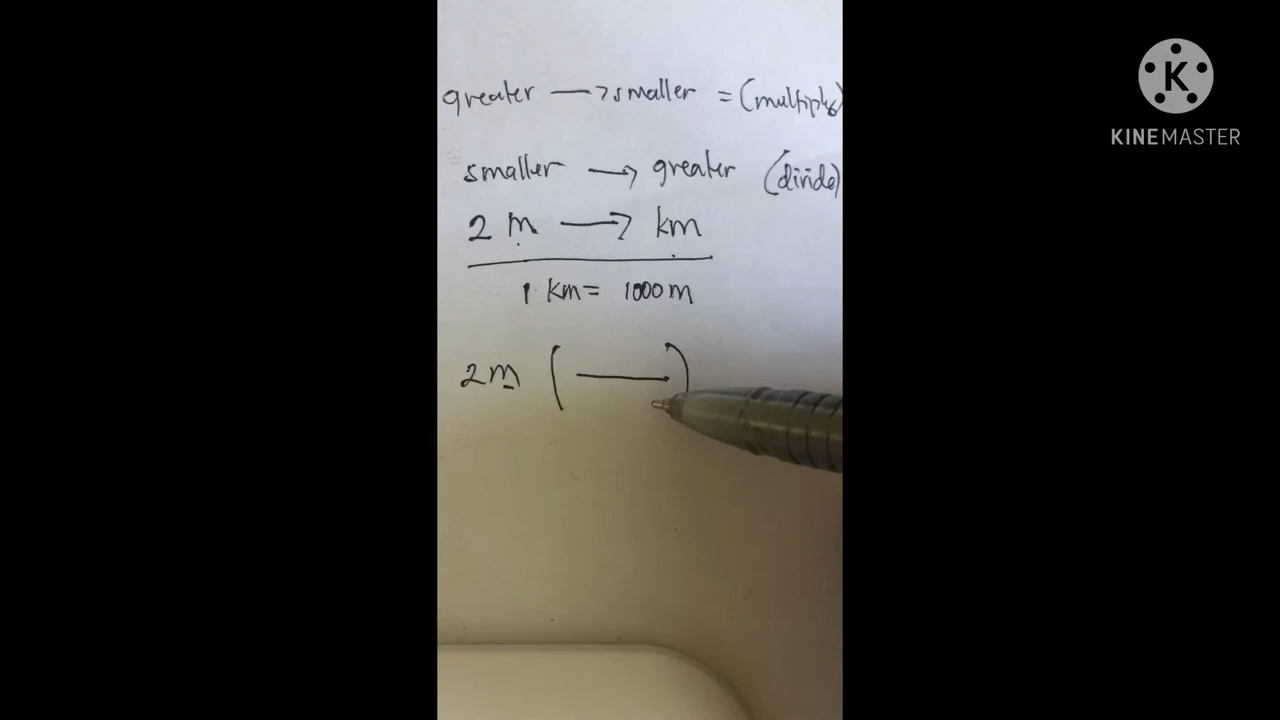 greater → smaller = (multiply)
smaller → greater (divide)
2 m → km
1 km = 1000 m
2m ( — )
KINEMASTER